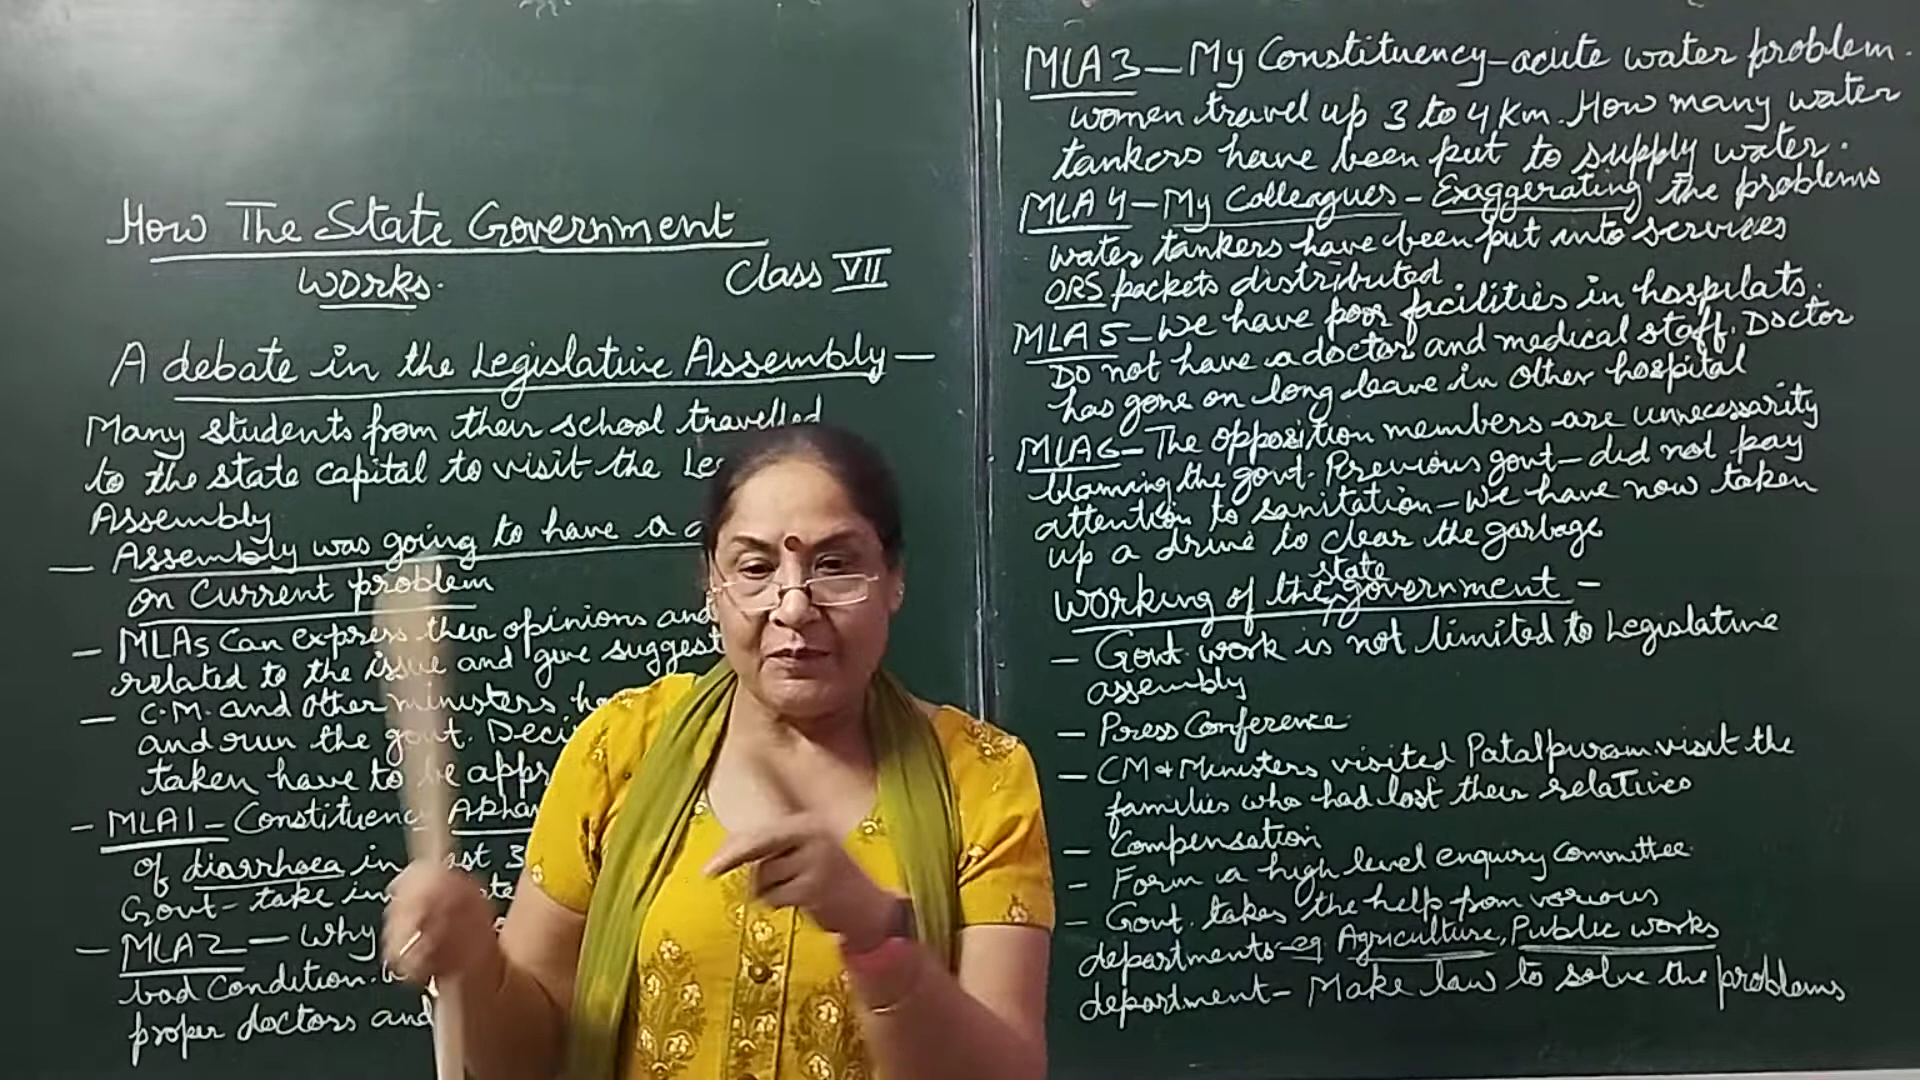 How The State Government
Works.
Class VII
A debate in the Legislative Assembly —
Many students from their school travelled
to the state capital to visit the
Assembly
— Assembly was going to have a
on current problem
— MLAs can express their opinions and
related to the issue and give
— C.M. and other ministers
and run the govt.
taken have to be
— MLA1 — Constituency
of diarrhoea in 3
Govt — take
— MLA2 — Why
bad condition.
proper doctors and
MLA3 — My Constituency — acute water problem.
women travel up 3 to 4 km. How many water
tankers have been put to supply water.
MLA4 — My Colleagues — Exaggerating the problems
water tankers have been put into services
ORS packets distributed
MLA5 — We have poor facilities in hospilats.
Do not have a doctor and medical staff. Doctor
has gone on long leave in other hospital
MLA6 — The opposition members are unnecessarity
blaming the govt. Previous govt — did not pay
attention to sanitation — We have now taken
up a drive to clear the garbage
Working of the state government —
— Govt. work is not limited to Legislative
assembly
— Press Conference
— CM & Ministers visited Patalpuram visit the
families who had lost their relatives
— Compensation
— Form a high level enquiry committee
— Govt. takes the help from various
departments — eg Agriculture, Public works
department — Make law to solve the problems